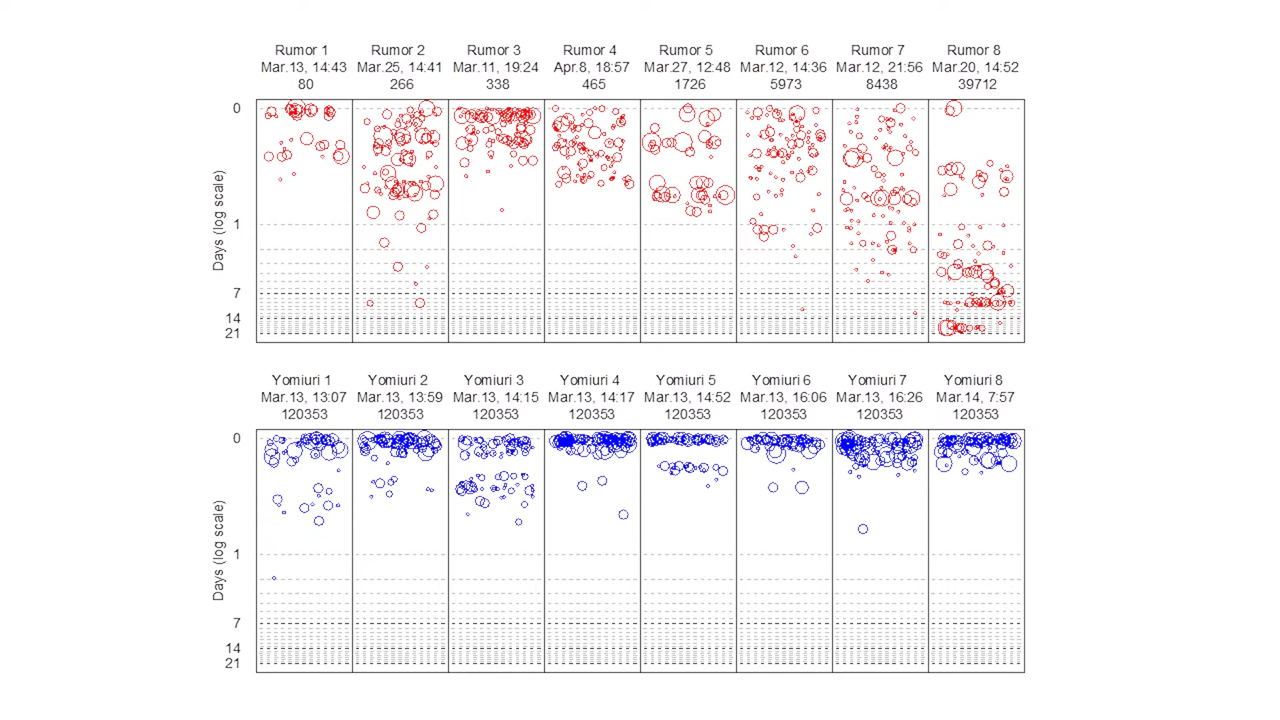 Rumor 1 Rumor 2 Rumor 3 Rumor 4 Rumor 5 Rumor 6 Rumor 7 Rumor 8
Mar.13, 14:43 Mar.25, 14:41 Mar.11, 19:24 Apr.8, 18:57 Mar.27, 12:48 Mar.12, 14:36 Mar.12, 21:56 Mar.20, 14:52
80 266 338 465 1726 5973 8438 39712
0
Days (log scale)
1
7
14
21
Yomiuri 1 Yomiuri 2 Yomiuri 3 Yomiuri 4 Yomiuri 5 Yomiuri 6 Yomiuri 7 Yomiuri 8
Mar.13, 13:07 Mar.13, 13:59 Mar.13, 14:15 Mar.13, 14:17 Mar.13, 14:52 Mar.13, 16:06 Mar.13, 16:26 Mar.14, 7:57
120353 120353 120353 120353 120353 120353 120353 120353
0
Days (log scale)
1
7
14
21